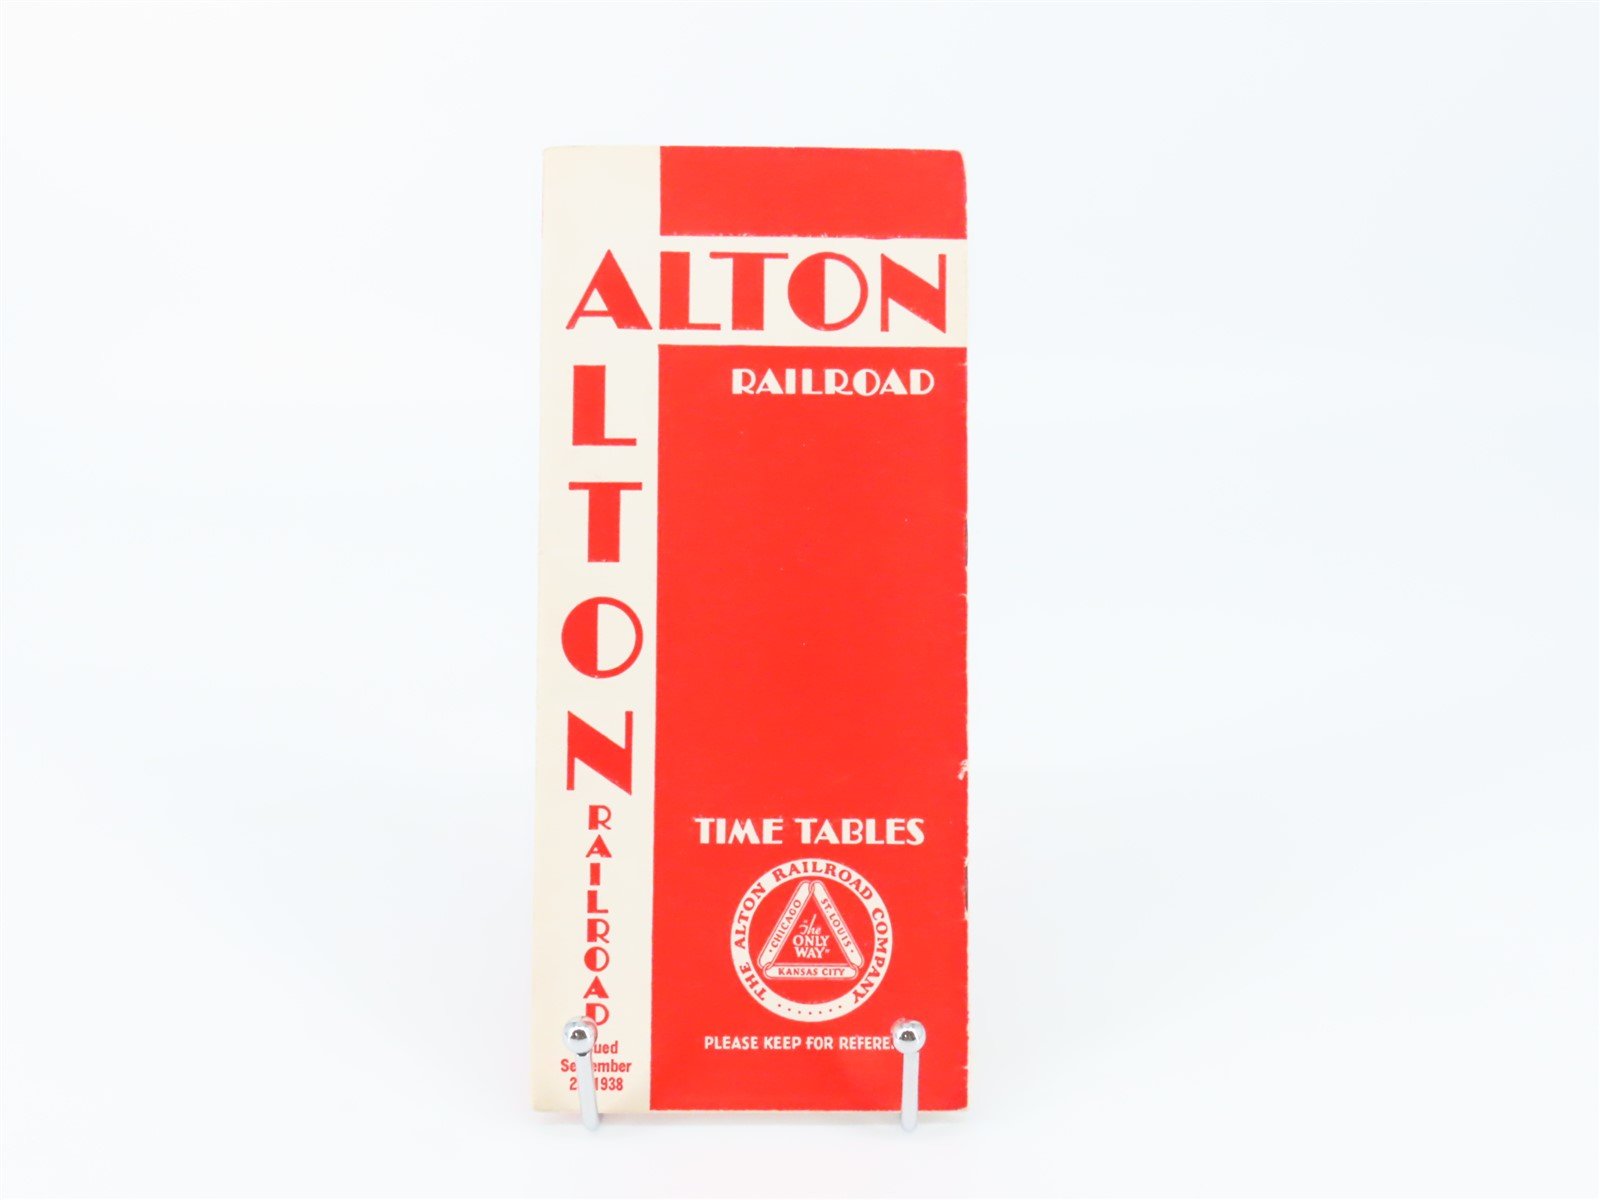 ALTON
RAILROAD
ALTON
RAILROAD
1938
TIME TABLES
THE ALTON RAILROAD COMPANY
CHICAGO
ST. LOUIS
"The
ONLY
WAY"
KANSAS CITY
PLEASE KEEP FOR